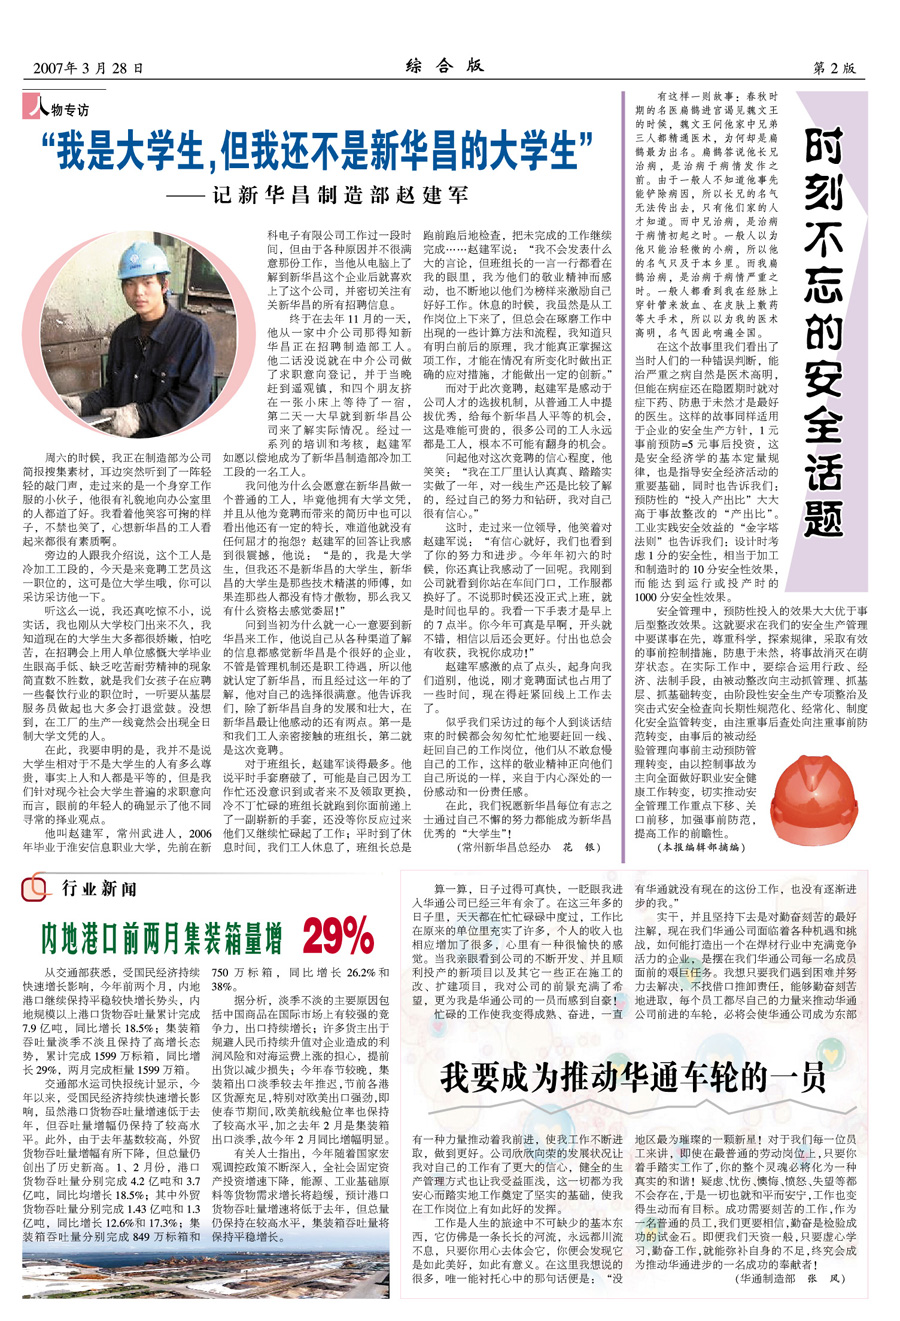 2007年 3 月 28 日
综 合 版
第 2 版
人物专访
“我是大学生,但我还不是新华昌的大学生”
——记新华昌制造部赵建军
周六的时候，我正在制造部为公司
简报搜集素材，耳边突然听到了一阵轻
轻的敲门声，走过来的是一个身穿工作
服的小伙子，他很有礼貌地向办公室里
的人都道了好。我看着他笑容可掬的样
子，不禁也笑了，心想新华昌的工人看
起来都很有素质啊。
旁边的人跟我介绍说，这个工人是
冷加工工段的，今天是来竞聘工艺员这
一职位的，这可是位大学生哦，你可以
采访采访他一下。
听这么一说，我还真吃惊不小，说
实话，我也刚从大学校门出来不久，我
知道现在的大学生大多都很娇嫩，怕吃
苦，在招聘会上用人单位感慨大学毕业
生眼高手低、缺乏吃苦耐劳精神的现象
简直数不胜数，就是我们女孩子在应聘
一些餐饮行业的职位时，一听要从基层
服务员做起也大多会打退堂鼓。没想
到，在工厂的生产一线竟然会出现全日
制大学文凭的人。
在此，我要申明的是，我并不是说
大学生相对于不是大学生的人有多么尊
贵，事实上人和人都是平等的，但是我
们针对现今社会大学生普遍的求职意向
而言，眼前的年轻人的确显示了他不同
寻常的择业观点。
他叫赵建军，常州武进人，2006
年毕业于淮安信息职业大学，先前在新
科电子有限公司工作过一段时
间，但由于各种原因并不很满
意那份工作，当他从电脑上了
解到新华昌这个企业后就喜欢
上了这个公司，并密切关注有
关新华昌的所有招聘信息。
终于在去年 11 月的一天，
他从一家中介公司那得知新
华昌正在招聘制造部工人。
他二话没说就在中介公司做
了求职意向登记，并于当晚
赶到遥观镇，和四个朋友挤
在一张小床上等待了一宿，
第二天一大早就到新华昌公
司来了解实际情况。经过一
系列的培训和考核，赵建军
如愿以偿地成为了新华昌制造部冷加工
工段的一名工人。
我问他为什么会愿意在新华昌做一
个普通的工人，毕竟他拥有大学文凭，
并且从他为竞聘而带来的简历中也可以
看出他还有一定的特长，难道他就没有
任何屈才的抱怨？赵建军的回答让我感
到很震撼，他说：“是的，我是大学
生，但我还不是新华昌的大学生，新华
昌的大学生是那些技术精湛的师傅，如
果连那些人都没有恃才傲物，那么我又
有什么资格去感觉委屈！”
问到当初为什么就一心一意要到新
华昌来工作，他说自己从各种渠道了解
的信息都感觉新华昌是个很好的企业，
不管是管理机制还是职工待遇，所以他
就认定了新华昌，而且经过这一年的了
解，他对自己的选择很满意。他告诉我
们，除了新华昌自身的发展和壮大，在
新华昌最让他感动的还有两点。第一是
和我们工人亲密接触的班组长，第二就
是这次竞聘。
对于班组长，赵建军谈得最多。他
说平时手套磨破了，可能是自己因为工
作忙还没意识到或者来不及领取更换，
冷不丁忙碌的班组长就跑到你面前递上
了一副崭新的手套，还没等你反应过来
他们又继续忙碌起了工作；平时到了休
息时间，我们工人休息了，班组长总是
跑前跑后地检查，把未完成的工作继续
完成……赵建军说：“我不会发表什么
大的言论，但班组长的一言一行都看在
我的眼里，我为他们的敬业精神而感
动，也不断地以他们为榜样来激励自己
好好工作。休息的时候，我虽然是从工
作岗位上下来了，但总会在琢磨工作中
出现的一些计算方法和流程，我知道只
有明白前后的原理，我才能真正掌握这
项工作，才能在情况有所变化时做出正
确的应对措施，才能做出一定的创新。”
而对于此次竞聘，赵建军是感动于
公司人才的选拔机制，从普通工人中提
拔优秀，给每个新华昌人平等的机会，
这是难能可贵的，很多公司的工人永远
都是工人，根本不可能有翻身的机会。
问起他对这次竞聘的信心程度，他
笑笑：“我在工厂里认认真真、踏踏实
实做了一年，对一线生产还是比较了解
的，经过自己的努力和钻研，我对自己
很有信心。”
这时，走过来一位领导，他笑着对
赵建军说：“有信心就好，我们也看到
了你的努力和进步。今年年初六的时
候，你还真让我感动了一回呢。我刚到
公司就看到你站在车间门口，工作服都
换好了。不说那时候还没正式上班，就
是时间也早的。我看一下手表才是早上
的 7 点半。你今年可真是早啊，开头就
不错，相信以后还会更好。付出也总会
有收获，我祝你成功！”
赵建军感激的点了点头，起身向我
们道别，他说，刚才竞聘面试也占用了
一些时间，现在得赶紧回线上工作去
了。
似乎我们采访过的每个人到谈话结
束的时候都会匆匆忙忙地要赶回一线、
赶回自己的工作岗位，他们从不敢怠慢
自己的工作，这样的敬业精神正向他们
自己所说的一样，来自于内心深处的一
份感动和一份责任感。
在此，我们祝愿新华昌每位有志之
士通过自己不懈的努力都能成为新华昌
优秀的“大学生”！
（常州新华昌总经办 花 银）
时刻不忘的安全话题
有这样一则故事：春秋时
期的名医扁鹊进宫谒见魏文王
的时候，魏文王问他家中兄弟
三人都精通医术，为何却是扁
鹊最为出名。扁鹊答说他长兄
治病，是治病于病情发作之
前。由于一般人不知道他事先
能铲除病因，所以长兄的名气
无法传出去，只有他们家的人
才知道。而中兄治病，是治病
于病情初起之时。一般人以为
他只能治轻微的小病，所以他
的名气只及于本乡里。而我扁
鹊治病，是治病于病情严重之
时。一般人都看到我在经脉上
穿针管来放血、在皮肤上敷药
等大手术，所以以为我的医术
高明，名气因此响遍全国。
在这个故事里我们看出了
当时人们的一种错误判断，能
治严重之病自然是医术高明，
但能在病症还在隐匿期时就对
症下药、防患于未然才是最好
的医生。这样的故事同样适用
于企业的安全生产方针，1 元
事前预防=5 元事后投资，这
是安全经济学的基本定量规
律，也是指导安全经济活动的
重要基础，同时也告诉我们：
预防性的“投入产出比”大大
高于事故整改的“产出比”。
工业实践安全效益的“金字塔
法则”也告诉我们：设计时考
虑 1 分的安全性，相当于加工
和制造时的 10 分安全性效果，
而能达到运行或投产时的
1000 分安全性效果。
安全管理中，预防性投入的效果大大优于事
后型整改效果。这就要求在我们的安全生产管理
中要谋事在先，尊重科学，探索规律，采取有效
的事前控制措施，防患于未然，将事故消灭在萌
芽状态。在实际工作中，要综合运用行政、经
济、法制手段，由被动整改向主动抓管理、抓基
层、抓基础转变，由阶段性安全生产专项整治及
突击式安全检查向长期性规范化、经常化、制度
化安全监管转变，由注重事后查处向注重事前防
范转变，由事后的被动经
验管理向事前主动预防管
理转变，由以控制事故为
主向全面做好职业安全健
康工作转变，切实推动安
全管理工作重点下移、关
口前移，加强事前防范，
提高工作的前瞻性。
（本报编辑部摘编）
行业新闻
内地港口前两月集装箱量增 29%
从交通部获悉，受国民经济持续
快速增长影响，今年前两个月，内地
港口继续保持平稳较快增长势头，内
地规模以上港口货物吞吐量累计完成
7.9 亿吨，同比增长 18.5%；集装箱
吞吐量淡季不淡且保持了高增长态
势，累计完成 1599 万标箱，同比增
长 29%，两月完成柜量 1599 万箱。
交通部水运司快报统计显示，今
年以来，受国民经济持续快速增长影
响，虽然港口货物吞吐量增速低于去
年，但吞吐量增幅仍保持了较高水
平。此外，由于去年基数较高，外贸
货物吞吐量增幅有所下降，但总量仍
创出了历史新高。1、2 月份，港口
货物吞吐量分别完成 4.2 亿吨和 3.7
亿吨，同比均增长 18.5%；其中外贸
货物吞吐量分别完成 1.43 亿吨和 1.3
亿吨，同比增长 12.6%和 17.3%；集
装箱吞吐量分别完成 849 万标箱和
750 万标箱，同比增长 26.2%和
38%。
据分析，淡季不淡的主要原因包
括中国商品在国际市场上有较强的竞
争力，出口持续增长；许多货主出于
规避人民币持续升值对企业造成的利
润风险和对海运费上涨的担心，提前
出货以减少损失；今年春节较晚，集
装箱出口淡季较去年推迟，节前各港
区货源充足，特别对欧美出口强劲，即
使春节期间，欧美航线舱位率也保持
了较高水平，加之去年 2 月是集装箱
出口淡季，故今年 2 月同比增幅明显。
有关人士指出，今年随着国家宏
观调控政策不断深入，全社会固定资
产投资增速下降，能源、工业基础原
料等货物需求增长将趋缓，预计港口
货物吞吐量增速将低于去年，但总量
仍保持在较高水平，集装箱吞吐量将
保持平稳增长。
算一算，日子过得可真快，一眨眼我进
入华通公司已经三年有余了。在这三年多的
日子里，天天都在忙忙碌碌中度过，工作比
在原来的单位里充实了许多，个人的收入也
相应增加了很多，心里有一种很愉快的感
觉。当我亲眼看到公司的不断开发、并且顺
利投产的新项目以及其它一些正在施工的
改、扩建项目，我对公司的前景充满了希
望，更为我是华通公司的一员而感到自豪！
忙碌的工作使我变得成熟、奋进，一直
有华通就没有现在的这份工作，也没有逐渐进
步的我。”
实干，并且坚持下去是对勤奋刻苦的最好
注解，现在我们华通公司面临着各种机遇和挑
战，如何能打造出一个在焊材行业中充满竞争
活力的企业，是摆在我们华通公司每一名成员
面前的艰巨任务。我想只要我们遇到困难并努
力去解决，不找借口推卸责任，能够勤奋刻苦
地进取，每个员工都尽自己的力量来推动华通
公司前进的车轮，必将会使华通公司成为东部
我要成为推动华通车轮的一员
有一种力量推动着我前进，使我工作不断进
取，做到更好。公司欣欣向荣的发展状况让
我对自己的工作有了更大的信心，健全的生
产管理方式也让我受益匪浅，这一切都为我
安心而踏实地工作奠定了坚实的基础，使我
在工作岗位上有如此好的发挥。
工作是人生的旅途中不可缺少的基本东
西，它仿佛是一条长长的河流，永远都川流
不息，只要你用心去体会它，你便会发现它
是如此美好，如此有意义。在这里我想说的
很多，唯一能衬托心中的那句话便是：“没
地区最为璀璨的一颗新星！对于我们每一位员
工来讲，即使在最普通的劳动岗位上，只要你
着手踏实工作了，你的整个灵魂必将化为一种
真实的和谐！疑虑、忧伤、懊悔、愤怒、失望等都
不会存在，于是一切也就和平而安宁，工作也变
得生动而有目标。成功需要刻苦的工作，作为
一名普通的员工，我们更要相信，勤奋是检验成
功的试金石。即便我们天资一般，只要虚心学
习，勤奋工作，就能弥补自身的不足，终究会成
为推动华通进步的一名成功的奉献者！
（华通制造部 张 凤）